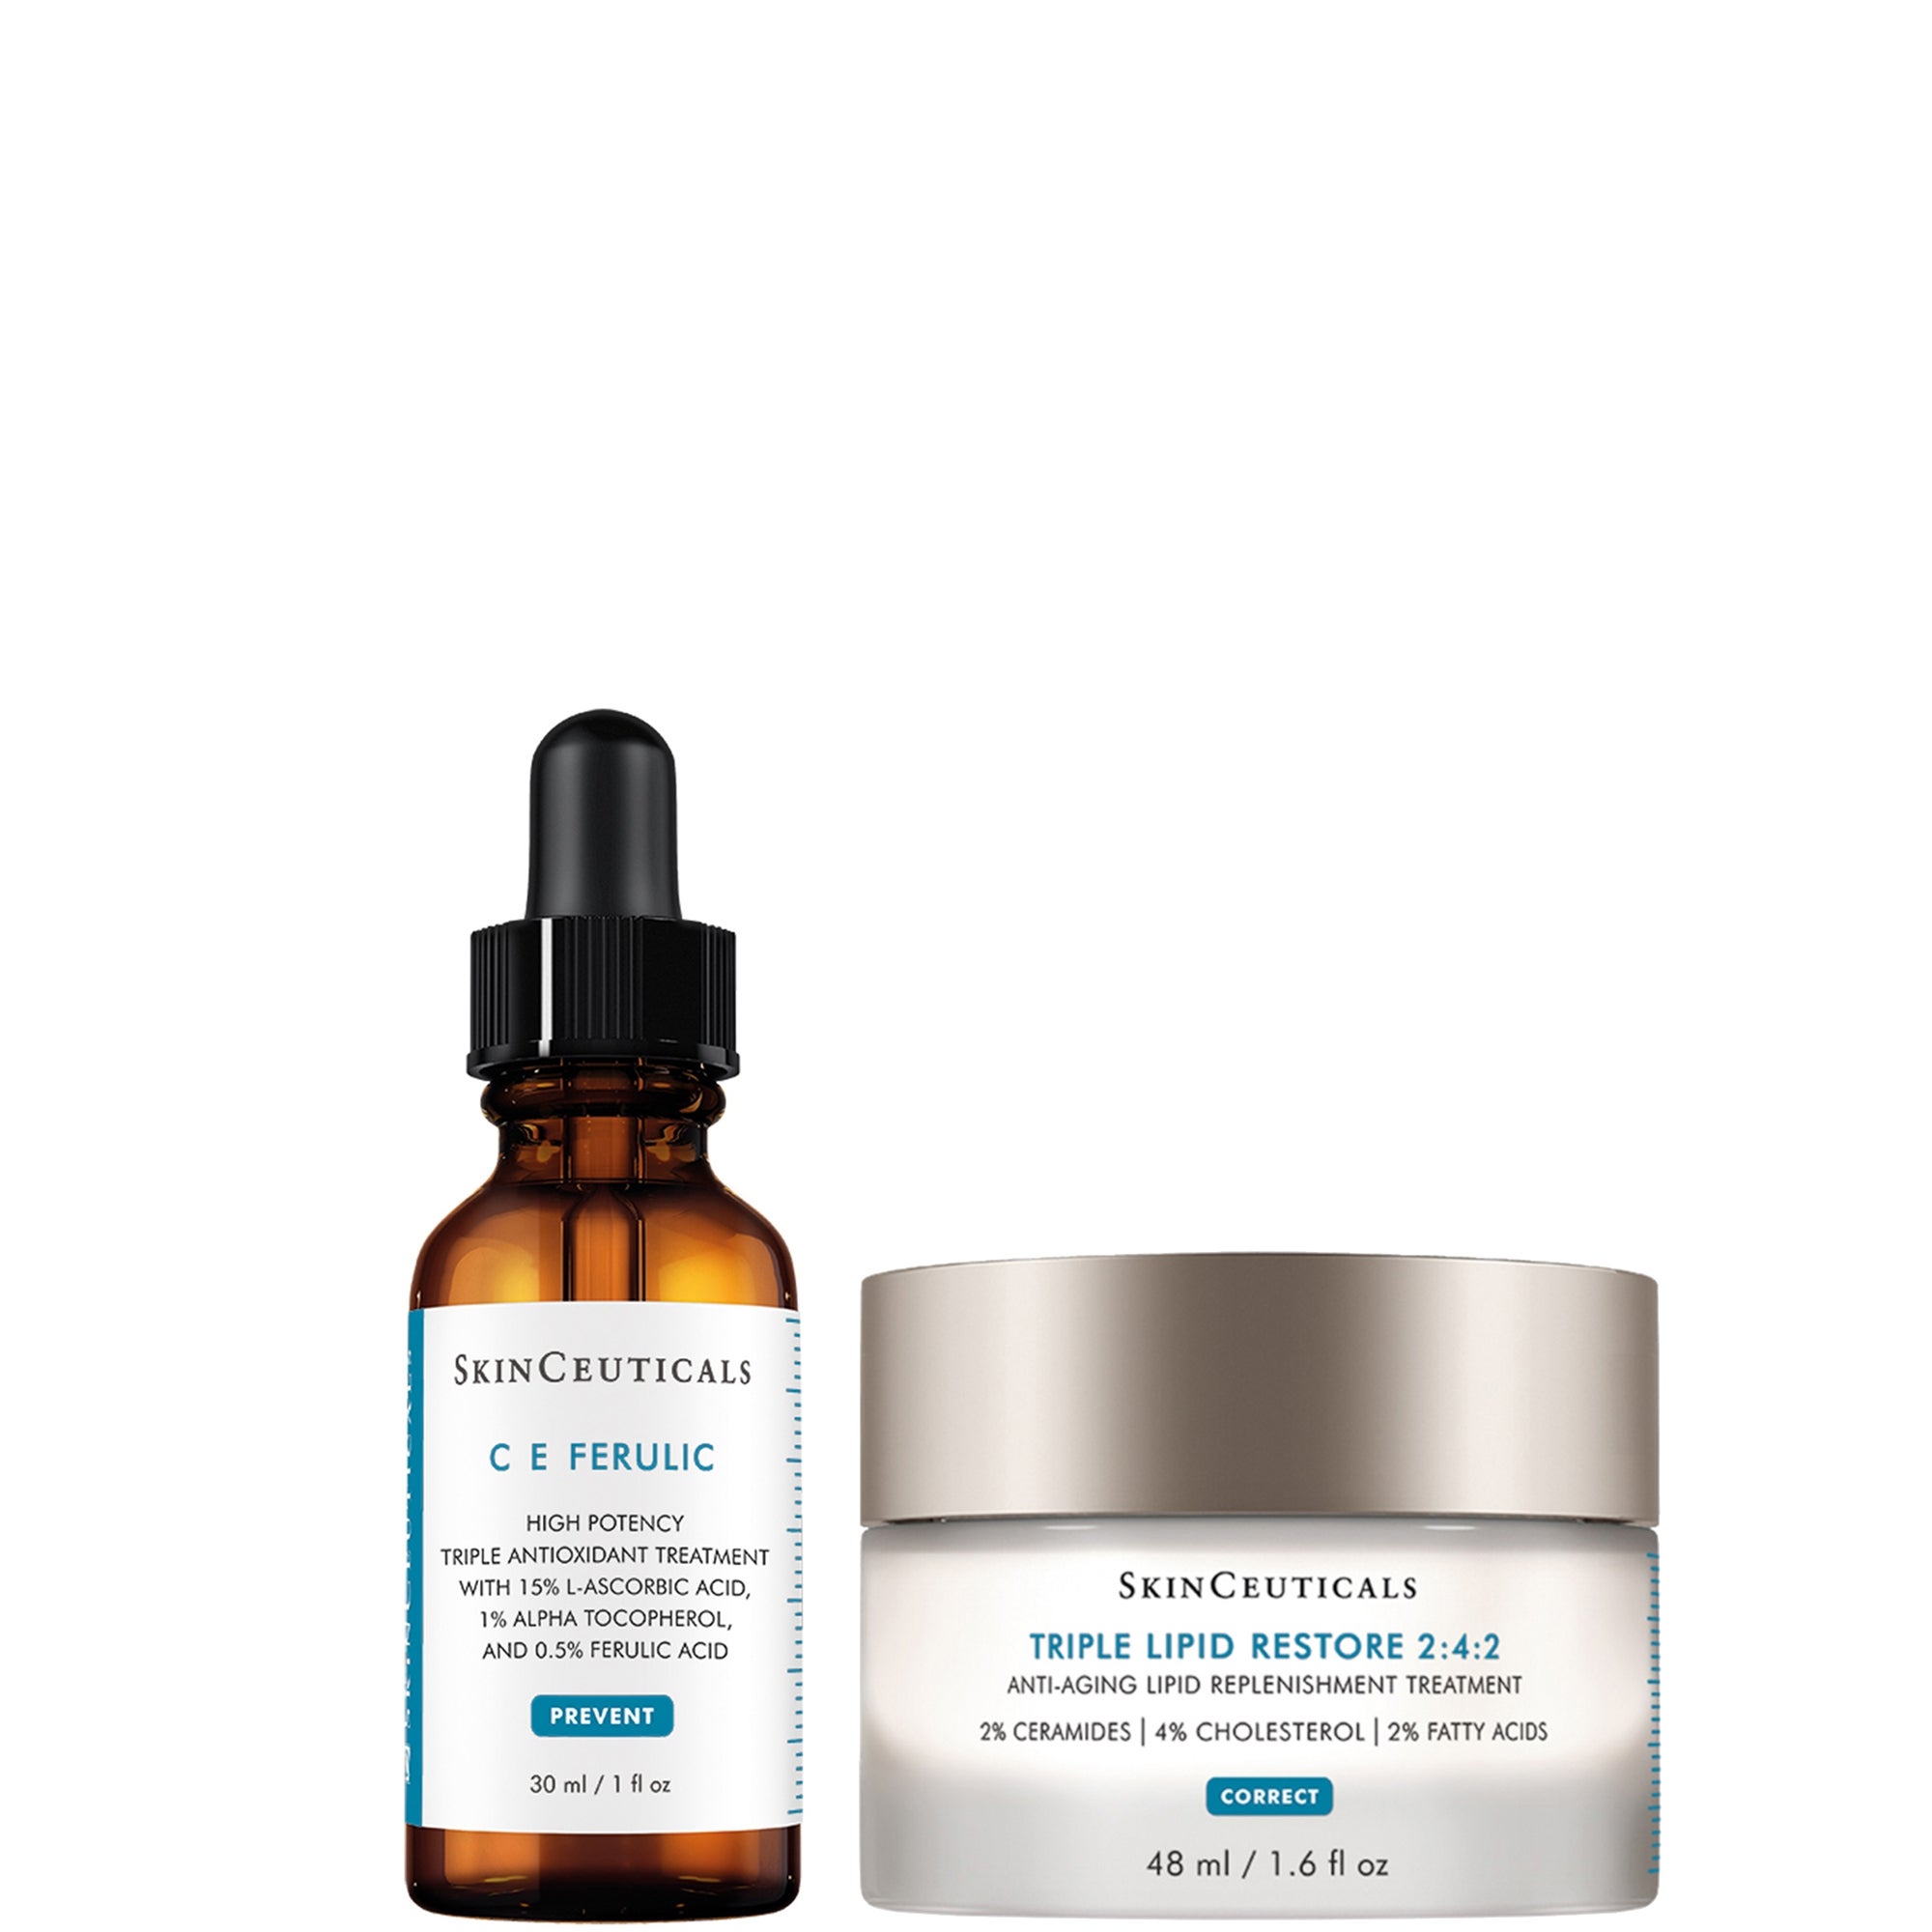 SKINCEUTICALS
C E FERULIC
HIGH POTENCY
TRIPLE ANTIOXIDANT TREATMENT
WITH 15% L-ASCORBIC ACID,
1% ALPHA TOCOPHEROL,
AND 0.5% FERULIC ACID
PREVENT
30 ml / 1 fl oz
SKINCEUTICALS
TRIPLE LIPID RESTORE 2:4:2
ANTI-AGING LIPID REPLENISHMENT TREATMENT
2% CERAMIDES | 4% CHOLESTEROL | 2% FATTY ACIDS
CORRECT
48 ml / 1.6 fl oz